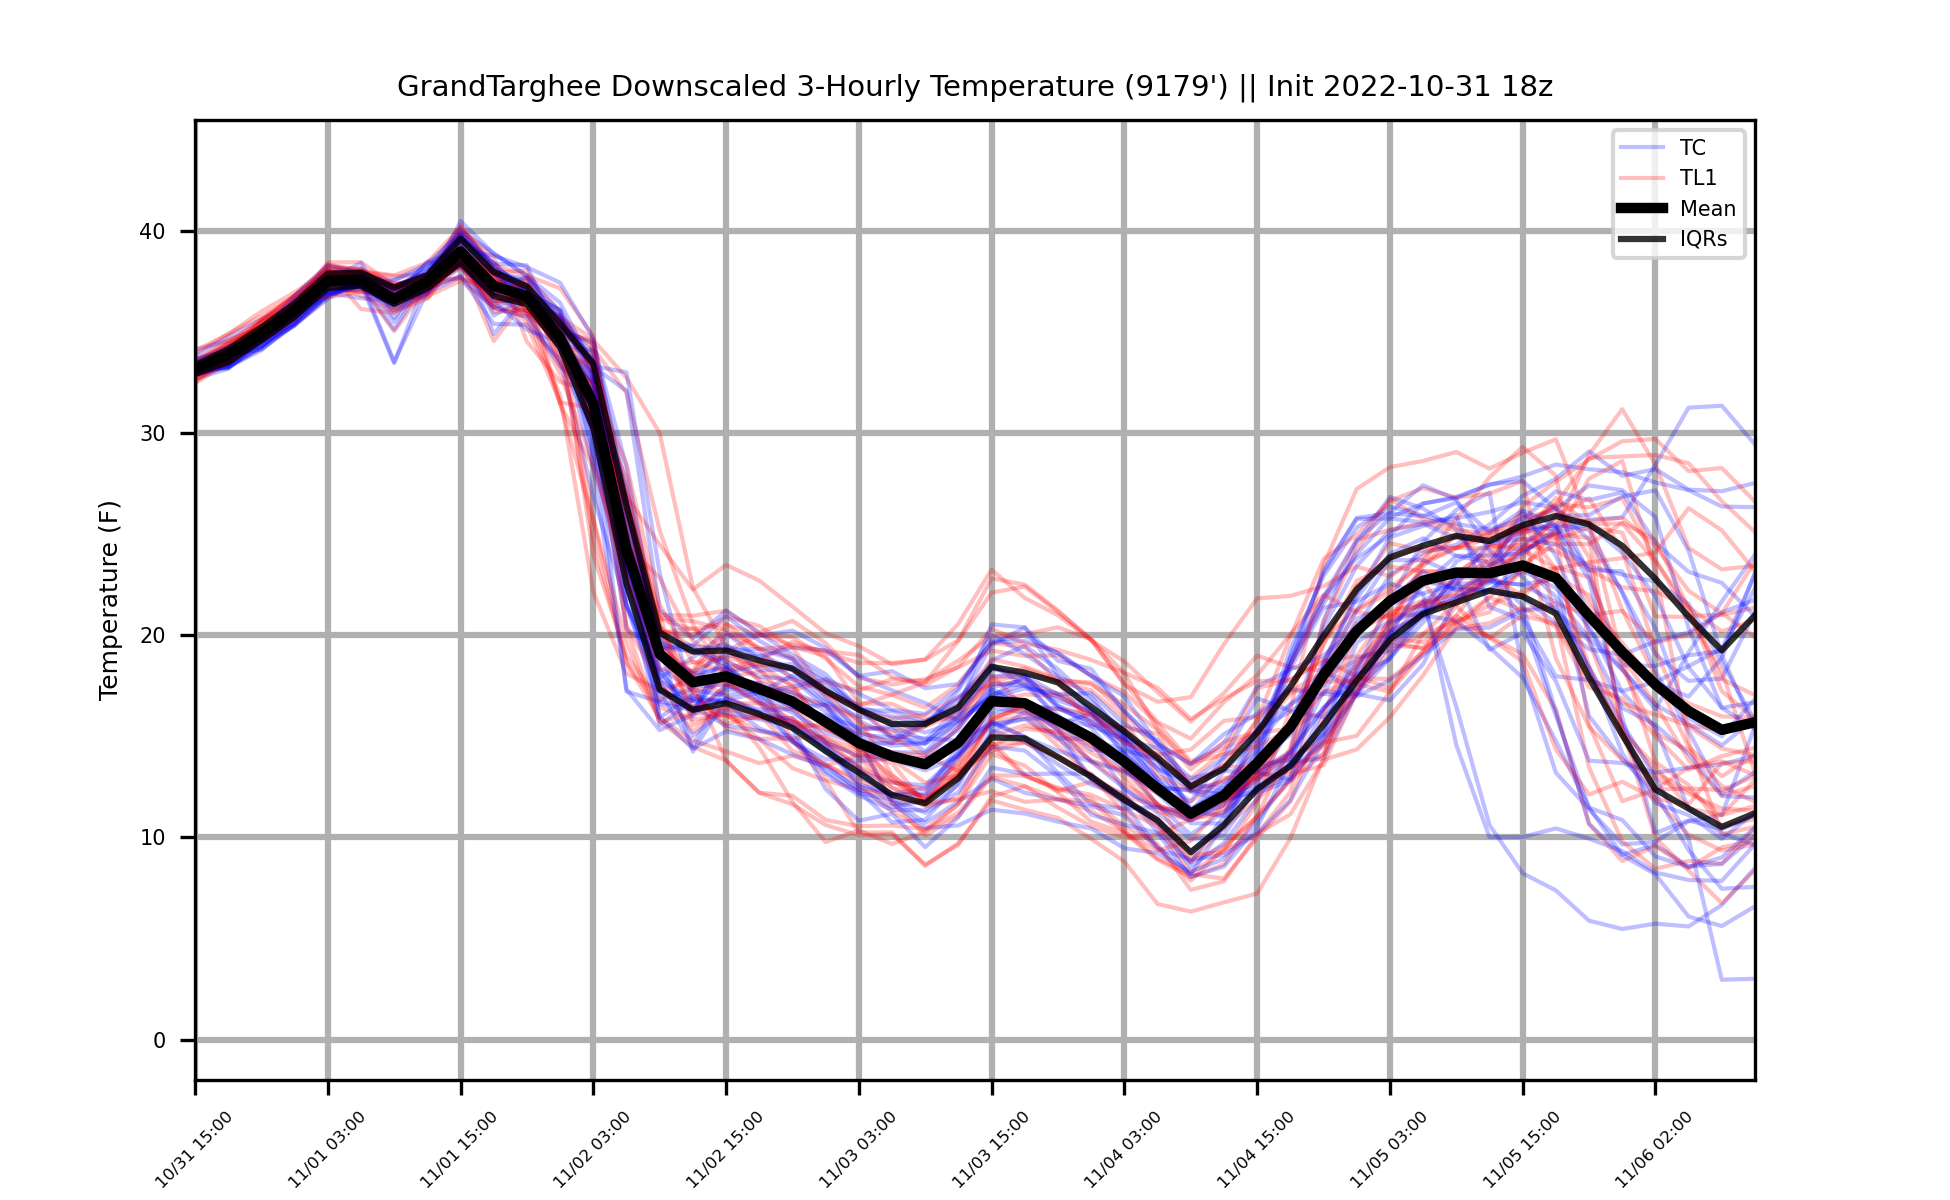 GrandTarghee Downscaled 3-Hourly Temperature (9179') || Init 2022-10-31 18z
TC
TL1
Mean
IQRs
Temperature (F)
40
30
20
10
0
10/31 15:00
11/01 03:00
11/01 15:00
11/02 03:00
11/02 15:00
11/03 03:00
11/03 15:00
11/04 03:00
11/04 15:00
11/05 03:00
11/05 15:00
11/06 02:00